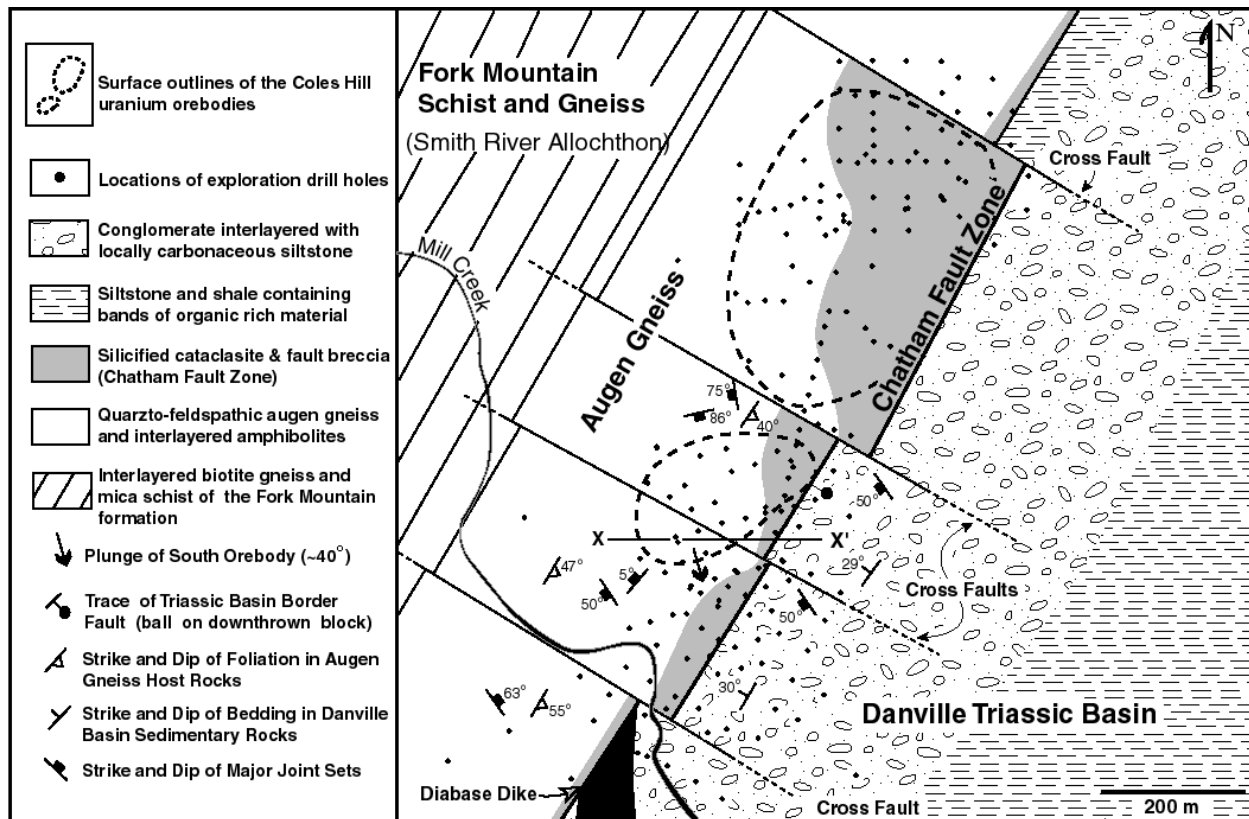 Surface outlines of the Coles Hill
uranium orebodies
Locations of exploration drill holes
Conglomerate interlayered with
locally carbonaceous siltstone
Siltstone and shale containing
bands of organic rich material
Silicified cataclasite & fault breccia
(Chatham Fault Zone)
Quarzto-feldspathic augen gneiss
and interlayered amphibolites
Interlayered biotite gneiss and
mica schist of the Fork Mountain
formation
Plunge of South Orebody (~40°)
Trace of Triassic Basin Border
Fault (ball on downthrown block)
Strike and Dip of Foliation in Augen
Gneiss Host Rocks
Strike and Dip of Bedding in Danville
Basin Sedimentary Rocks
Strike and Dip of Major Joint Sets
Fork Mountain
Schist and Gneiss
(Smith River Allochthon)
N
Cross Fault
Mill Creek
Augen Gneiss
Chatham Fault Zone
75°
86°
40°
50°
X
X'
47°
5°
50°
29°
50°
Cross Faults
30°
63°
55°
Danville Triassic Basin
Diabase Dike
Cross Fault
200 m